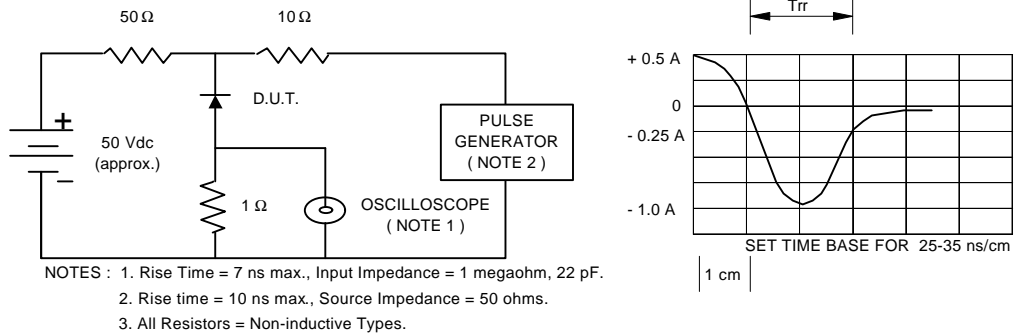 50 Ω
10 Ω
D.U.T.
+
50 Vdc
(approx.)
−
1 Ω
OSCILLOSCOPE
( NOTE 1 )
PULSE
GENERATOR
( NOTE 2 )
NOTES : 1. Rise Time = 7 ns max., Input Impedance = 1 megaohm, 22 pF.
2. Rise time = 10 ns max., Source Impedance = 50 ohms.
3. All Resistors = Non-inductive Types.
Trr
+ 0.5 A
0
- 0.25 A
- 1.0 A
SET TIME BASE FOR 25-35 ns/cm
1 cm